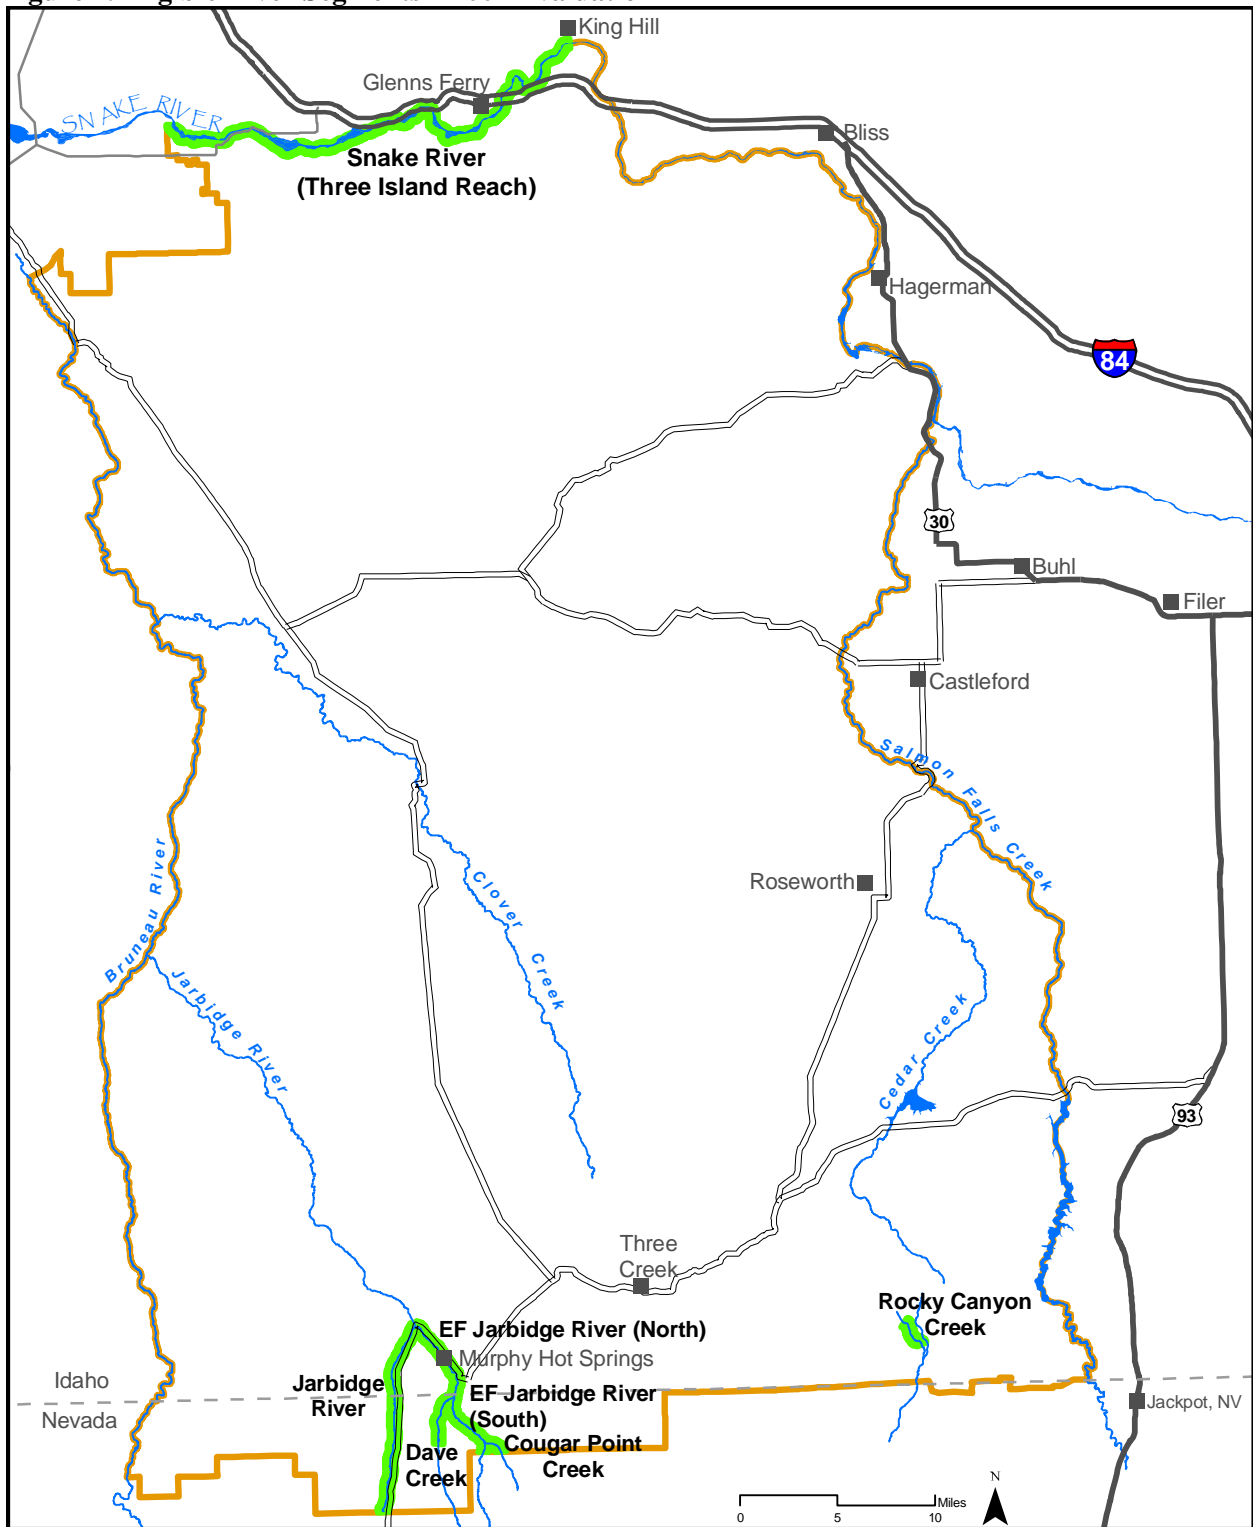 King Hill
Glenns Ferry
SNAKE RIVER
Bliss
Snake River
(Three Island Reach)
Hagerman
84
30
Buhl
Filer
Castleford
Salmon Falls Creek
Bruneau River
Clover Creek
Roseworth
Jarbidge River
Cedar Creek
93
Three
Creek
Rocky Canyon
Creek
EF Jarbidge River (North)
Murphy Hot Springs
Idaho
Nevada
Jarbidge
River
EF Jarbidge River
(South)
Jackpot, NV
Dave
Creek
Cougar Point
Creek
N
Miles
0 5 10